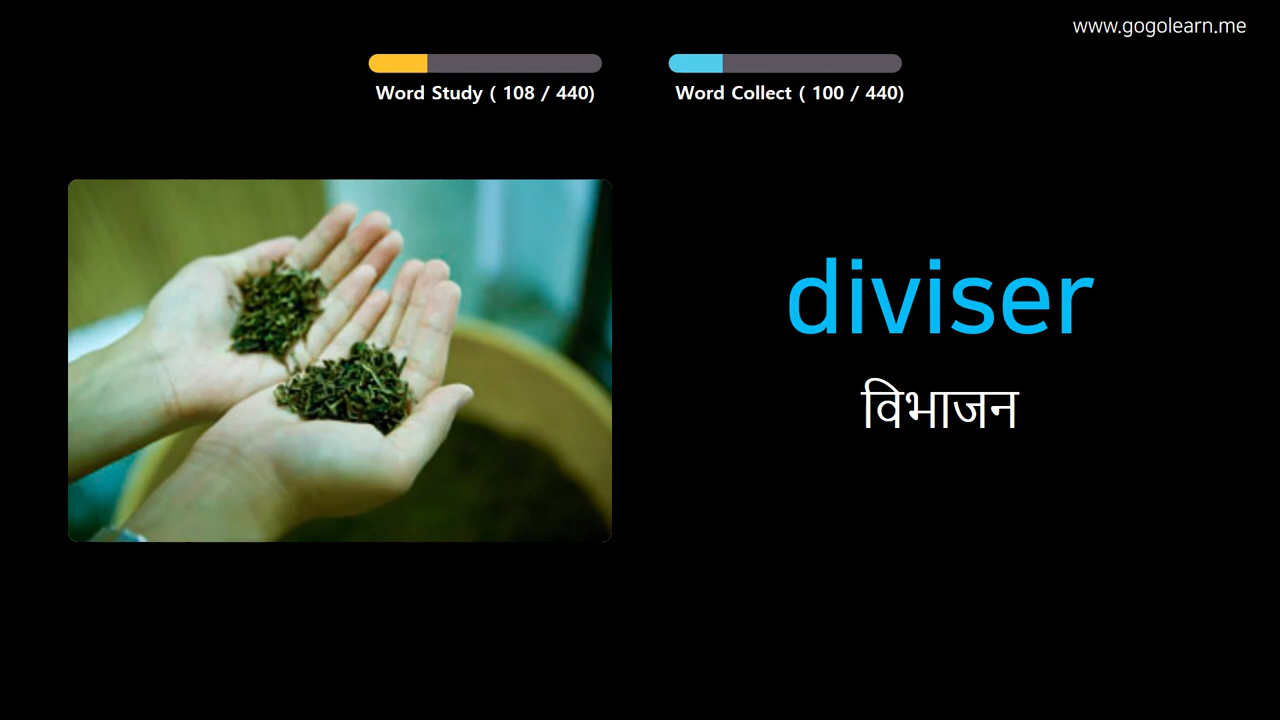 www.gogolearn.me
Word Study ( 108 / 440)
Word Collect ( 100 / 440)
diviser
विभाजन